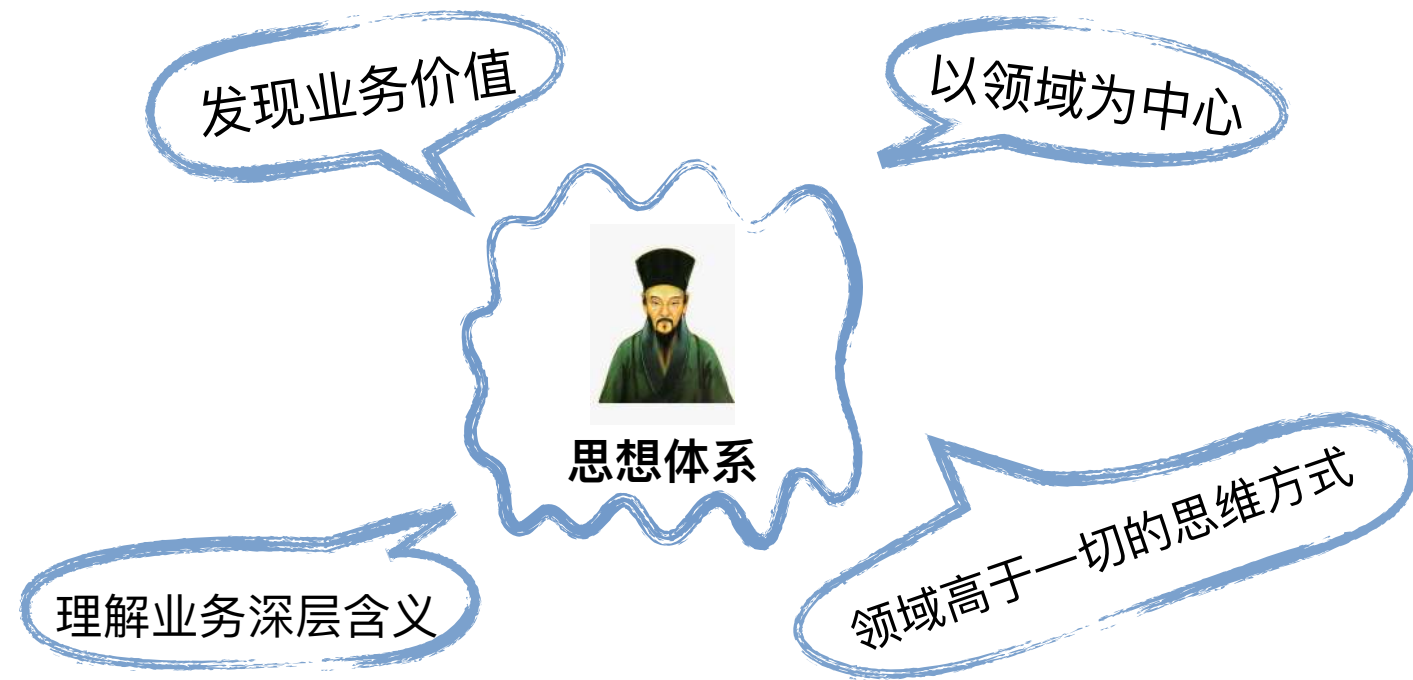 发现业务价值
以领域为中心
思想体系
理解业务深层含义
领域高于一切的思维方式